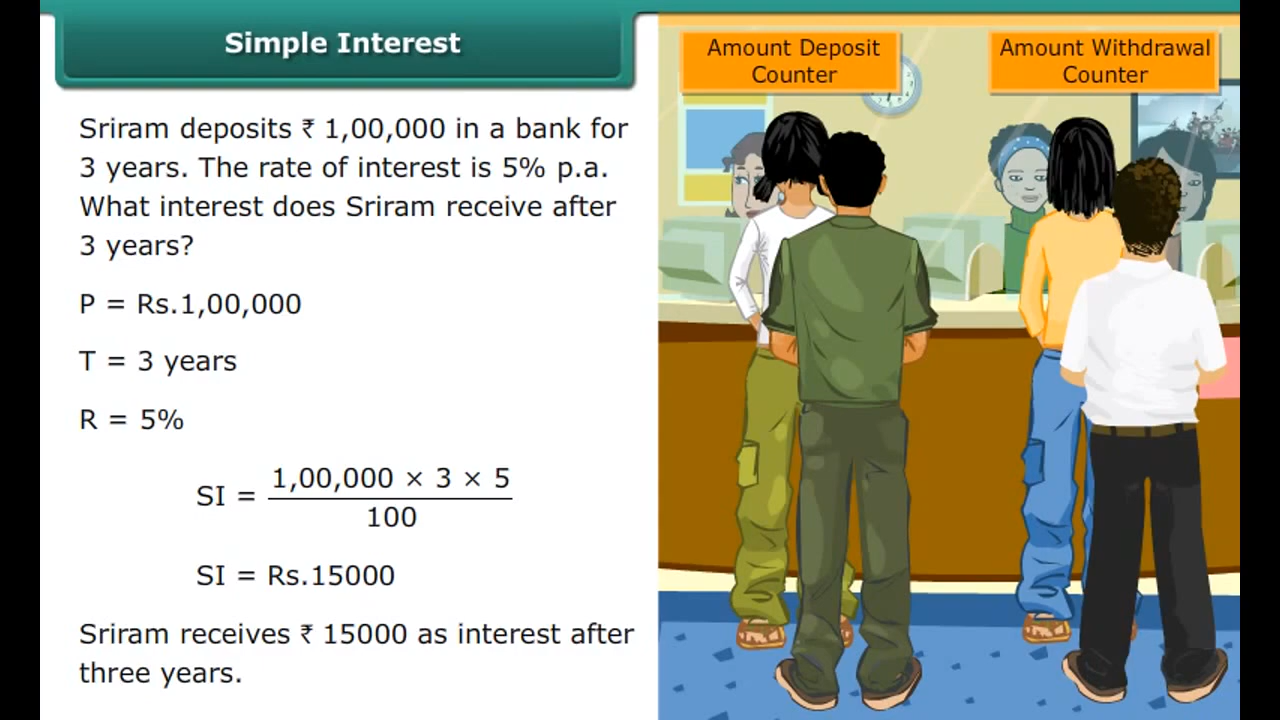 Simple Interest
Sriram deposits ₹ 1,00,000 in a bank for
3 years. The rate of interest is 5% p.a.
What interest does Sriram receive after
3 years?
P = Rs.1,00,000
T = 3 years
R = 5%
SI = 1,00,000 × 3 × 5
100
SI = Rs.15000
Sriram receives ₹ 15000 as interest after
three years.
Amount Deposit
Counter
Amount Withdrawal
Counter